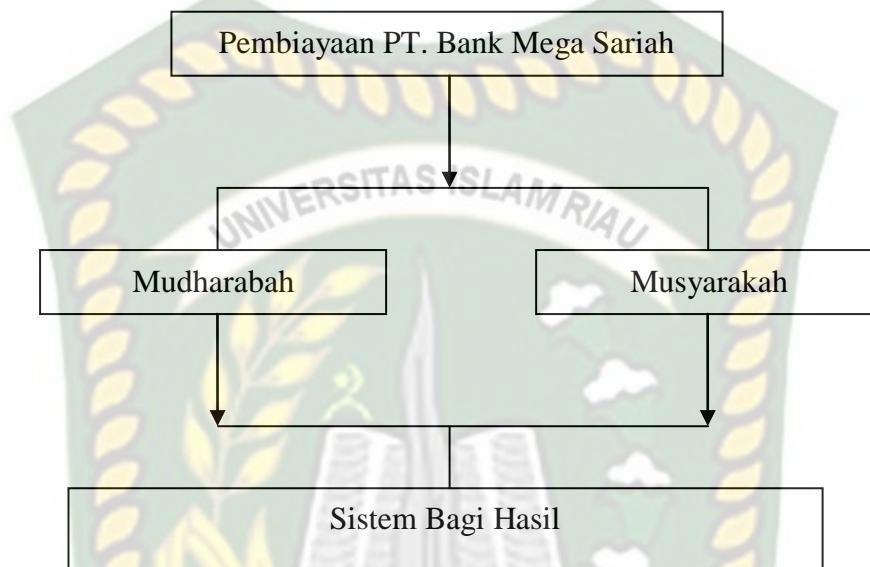 Pembiayaan PT. Bank Mega Sariah
UNIVERSITAS ISLAM RIAU
Mudharabah
Musyarakah
Sistem Bagi Hasil